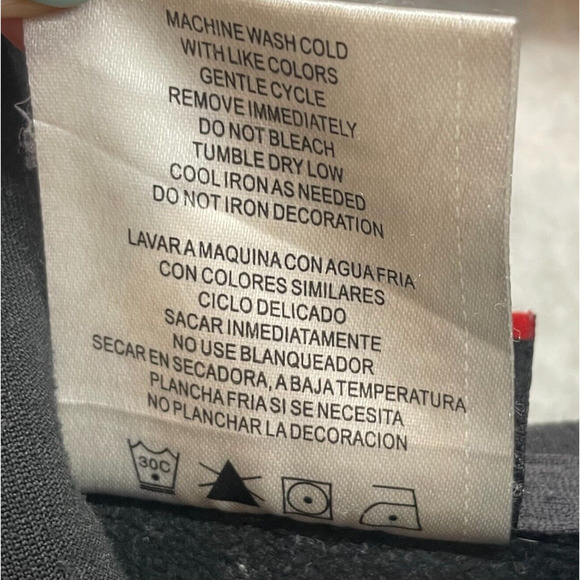 MACHINE WASH COLD
WITH LIKE COLORS
GENTLE CYCLE
REMOVE IMMEDIATELY
DO NOT BLEACH
TUMBLE DRY LOW
COOL IRON AS NEEDED
DO NOT IRON DECORATION
LAVAR A MAQUINA CON AGUA FRIA
CON COLORES SIMILARES
CICLO DELICADO
SACAR INMEDIATAMENTE
NO USE BLANQUEADOR
SECAR EN SECADORA, A BAJA TEMPERATURA
PLANCHA FRIA SI SE NECESITA
NO PLANCHAR LA DECORACION
30C